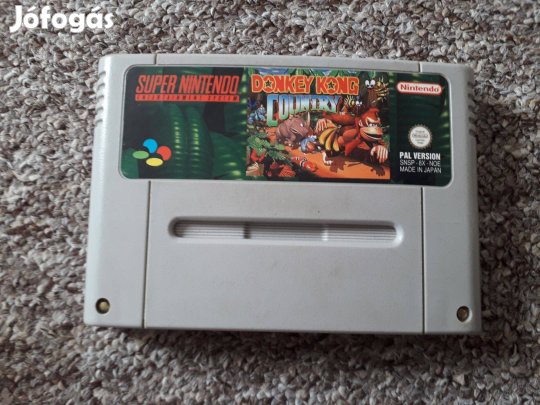 Jófogás
SUPER NINTENDO
ENTERTAINMENT SYSTEM
DONKEY KONG
COUNTRY
Nintendo
PAL VERSION
SNSP - 8X - NOE
MADE IN JAPAN